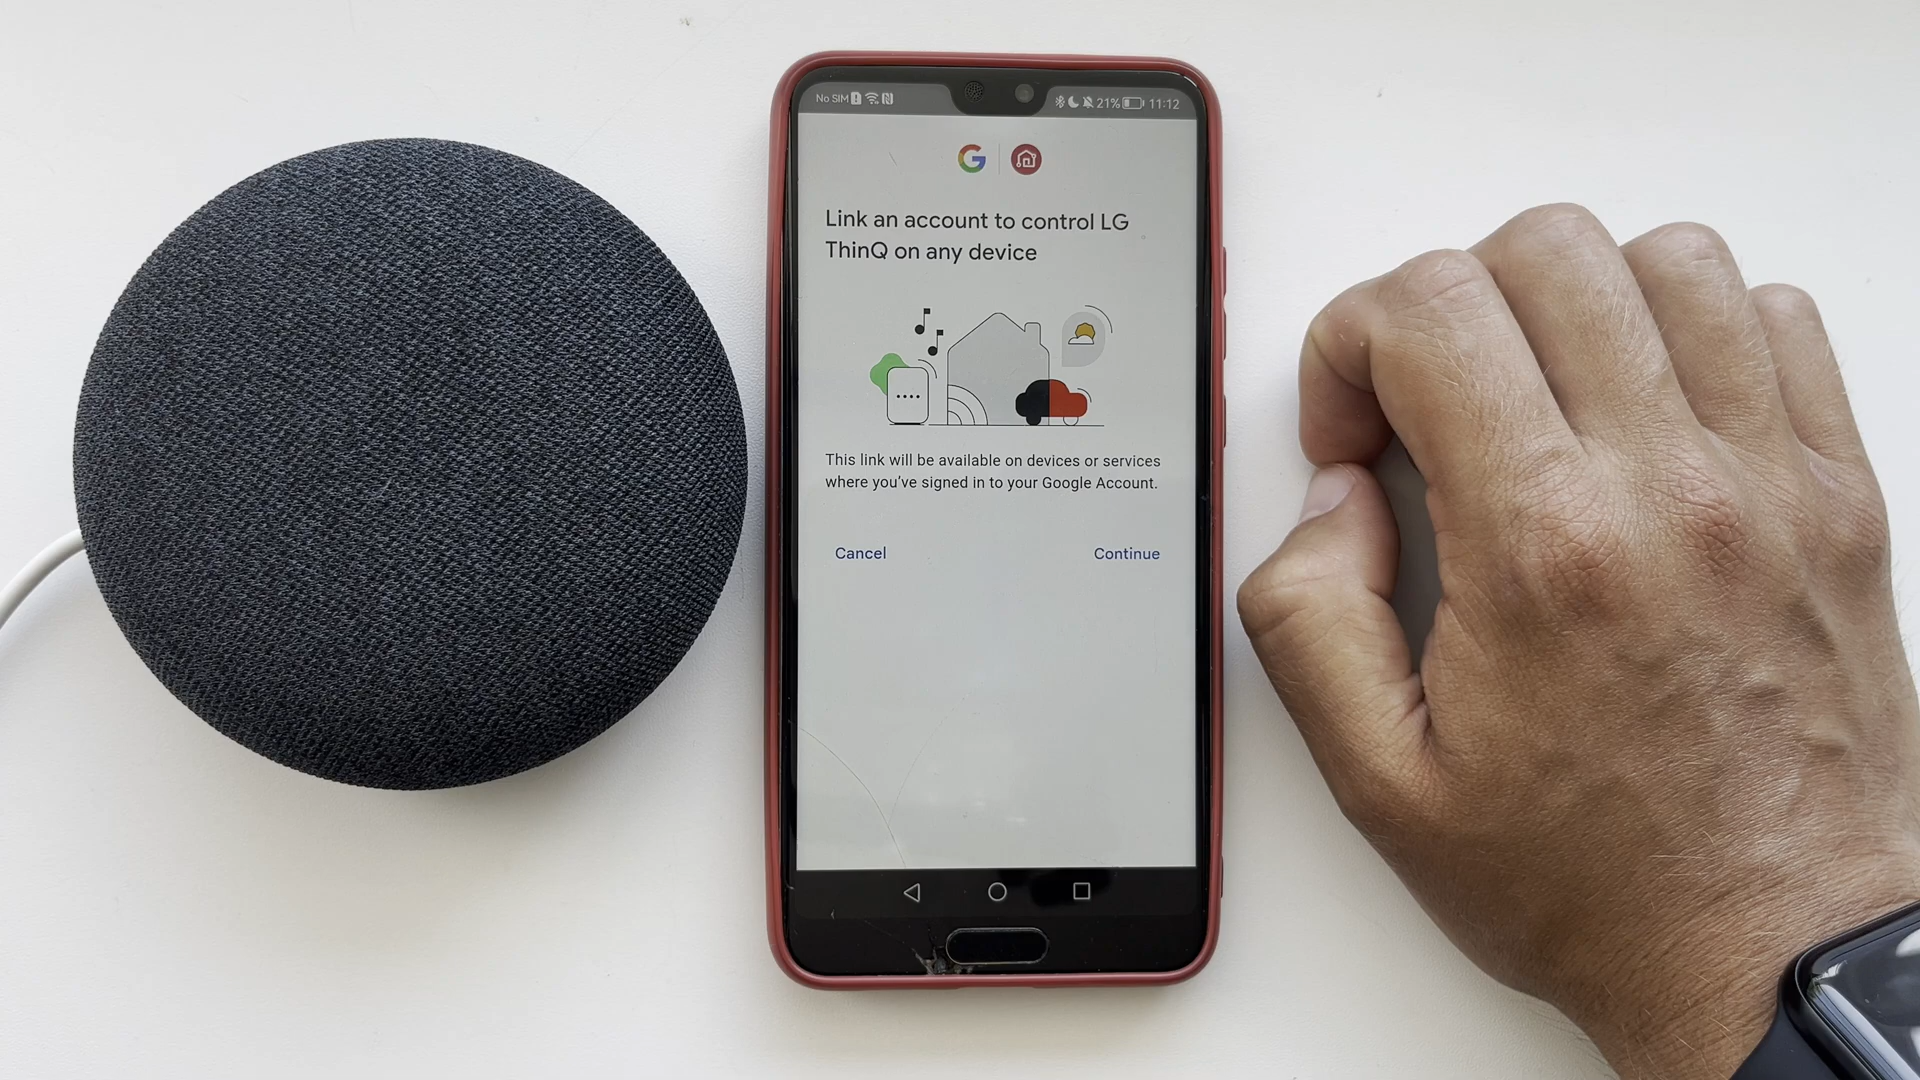 No SIM 21% 11:12
Link an account to control LG
ThinQ on any device
This link will be available on devices or services
where you've signed in to your Google Account.
Cancel Continue